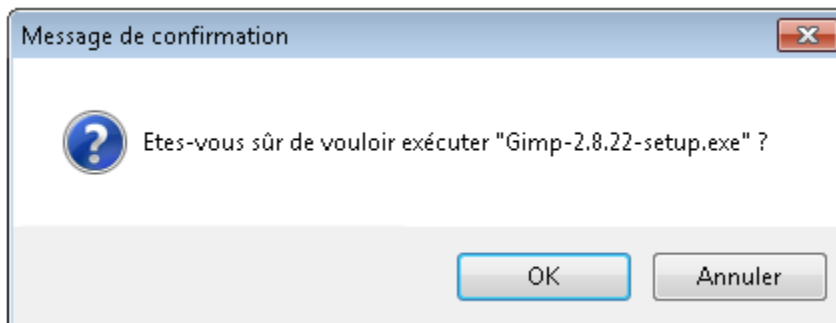 Message de confirmation
Etes-vous sûr de vouloir exécuter "Gimp-2.8.22-setup.exe" ?
OK
Annuler